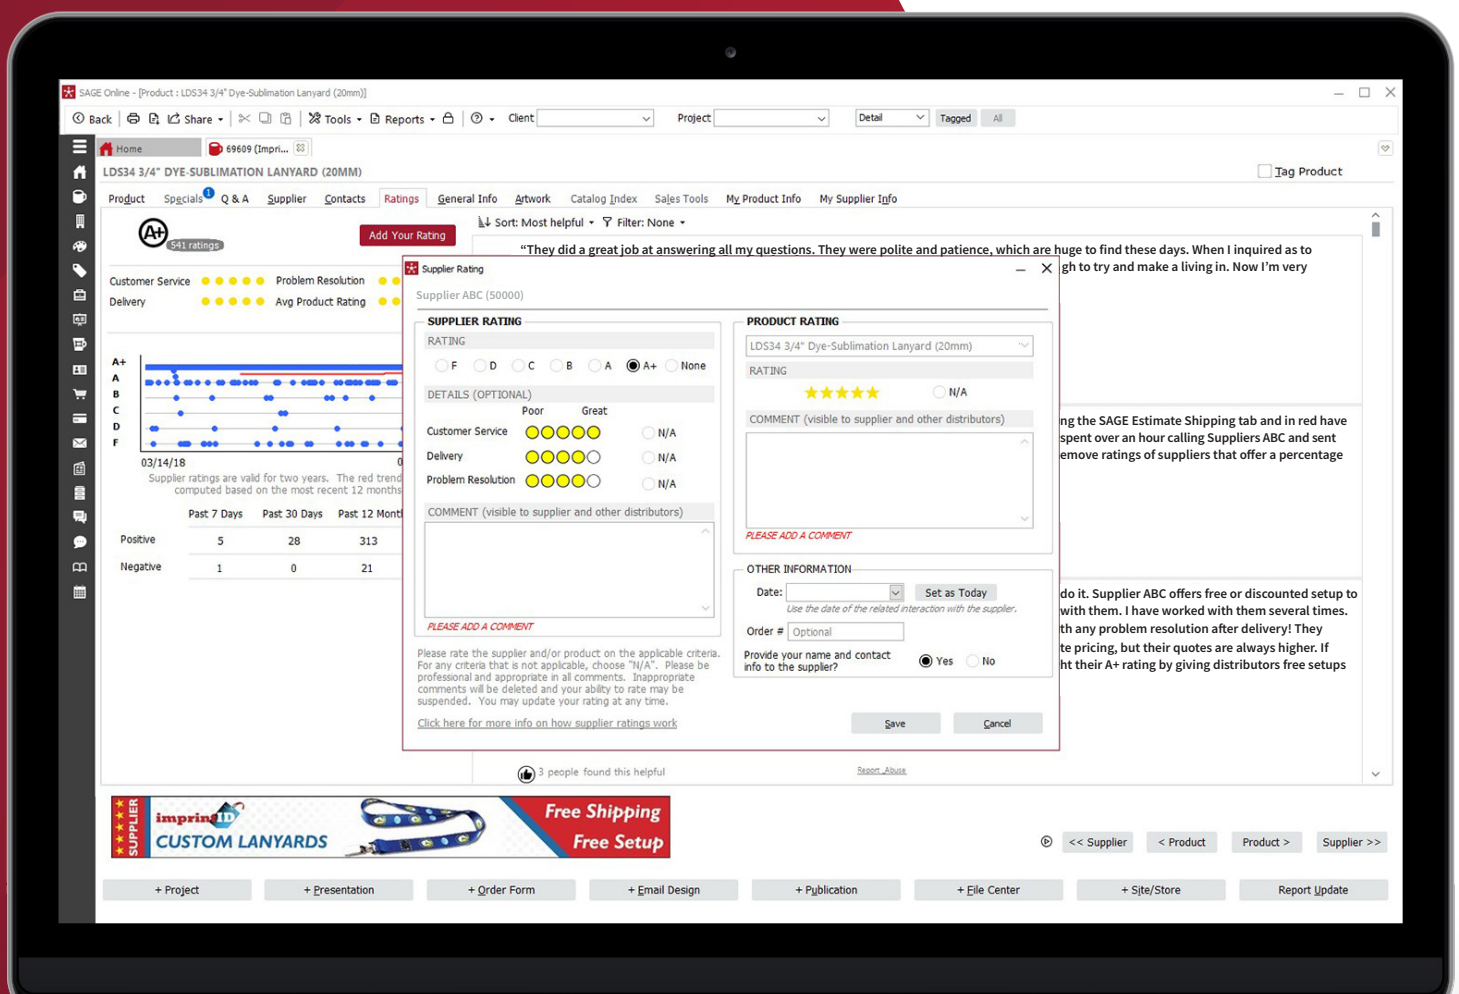 SAGE Online - [Product : LDS34 3/4" Dye-Sublimation Lanyard (20mm)]
Back Share Tools Reports Client Project Detail Tagged All
Home 69609 (Impri...
LDS34 3/4" DYE-SUBLIMATION LANYARD (20MM) Tag Product
Product Specials 1 Q & A Supplier Contacts Ratings General Info Artwork Catalog Index Sales Tools My Product Info My Supplier Info
A+ 541 ratings
Add Your Rating
Sort: Most helpful Filter: None
“They did a great job at answering all my questions. They were polite and patience, which are huge to find these days. When I inquired as to
gh to try and make a living in. Now I’m very
Customer Service Problem Resolution
Delivery Avg Product Rating
A+
A
B
C
D
F
03/14/18 0
Supplier ratings are valid for two years. The red trend
computed based on the most recent 12 months
Past 7 Days Past 30 Days Past 12 Mont
Positive 5 28 313
Negative 1 0 21
Supplier Rating
Supplier ABC (50000)
SUPPLIER RATING
RATING
F D C B A A+ None
DETAILS (OPTIONAL)
Poor Great
Customer Service N/A
Delivery N/A
Problem Resolution N/A
COMMENT (visible to supplier and other distributors)
PLEASE ADD A COMMENT
Please rate the supplier and/or product on the applicable criteria.
For any criteria that is not applicable, choose "N/A". Please be
professional and appropriate in all comments. Inappropriate
comments will be deleted and your ability to rate may be
suspended. You may update your rating at any time.
Click here for more info on how supplier ratings work
PRODUCT RATING
LDS34 3/4" Dye-Sublimation Lanyard (20mm)
RATING
N/A
COMMENT (visible to supplier and other distributors)
PLEASE ADD A COMMENT
OTHER INFORMATION
Date: Set as Today
Use the date of the related interaction with the supplier.
Order # Optional
Provide your name and contact
info to the supplier? Yes No
Save Cancel
ng the SAGE Estimate Shipping tab and in red have
spent over an hour calling Suppliers ABC and sent
emove ratings of suppliers that offer a percentage
do it. Supplier ABC offers free or discounted setup to
with them. I have worked with them several times.
th any problem resolution after delivery! They
te pricing, but their quotes are always higher. If
ht their A+ rating by giving distributors free setups
3 people found this helpful Report Abuse
SUPPLIER
imprinID
CUSTOM LANYARDS
Free Shipping
Free Setup
<< Supplier < Product Product > Supplier >>
+ Project + Presentation + Order Form + Email Design + Publication + File Center + Site/Store Report Update